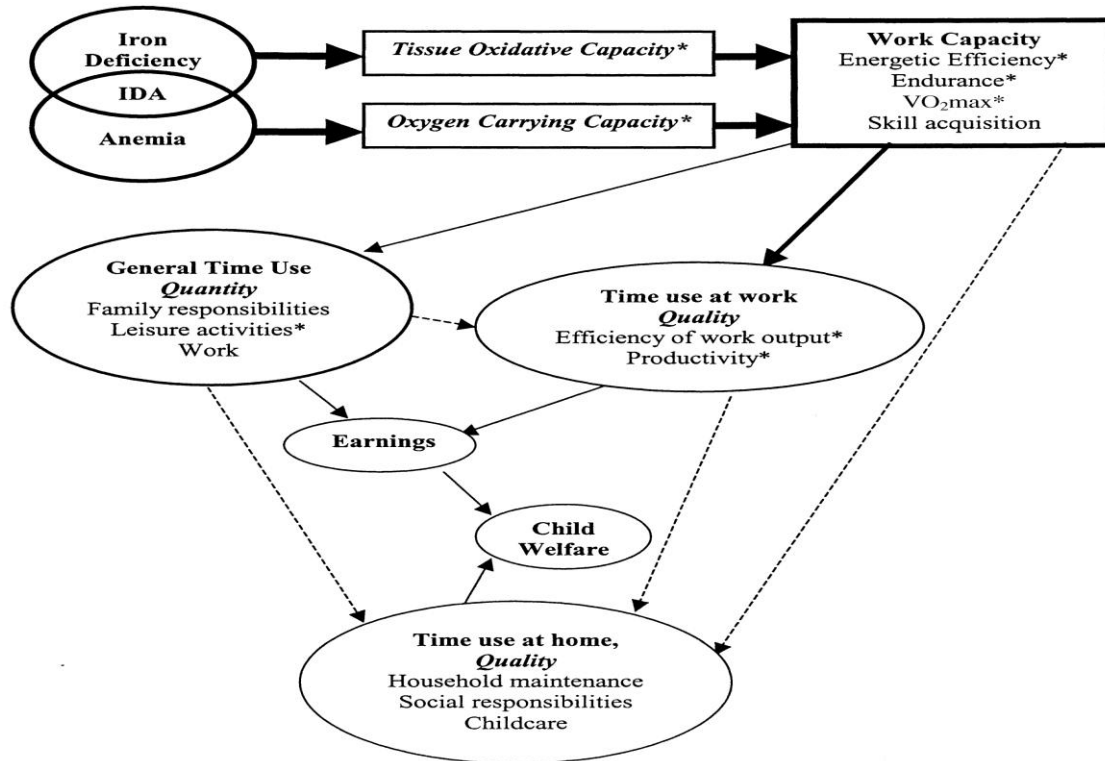 Iron
Deficiency
IDA
Anemia
Tissue Oxidative Capacity*
Oxygen Carrying Capacity*
Work Capacity
Energetic Efficiency*
Endurance*
VO₂max*
Skill acquisition
General Time Use
Quantity
Family responsibilities
Leisure activities*
Work
Time use at work
Quality
Efficiency of work output*
Productivity*
Earnings
Child
Welfare
Time use at home,
Quality
Household maintenance
Social responsibilities
Childcare